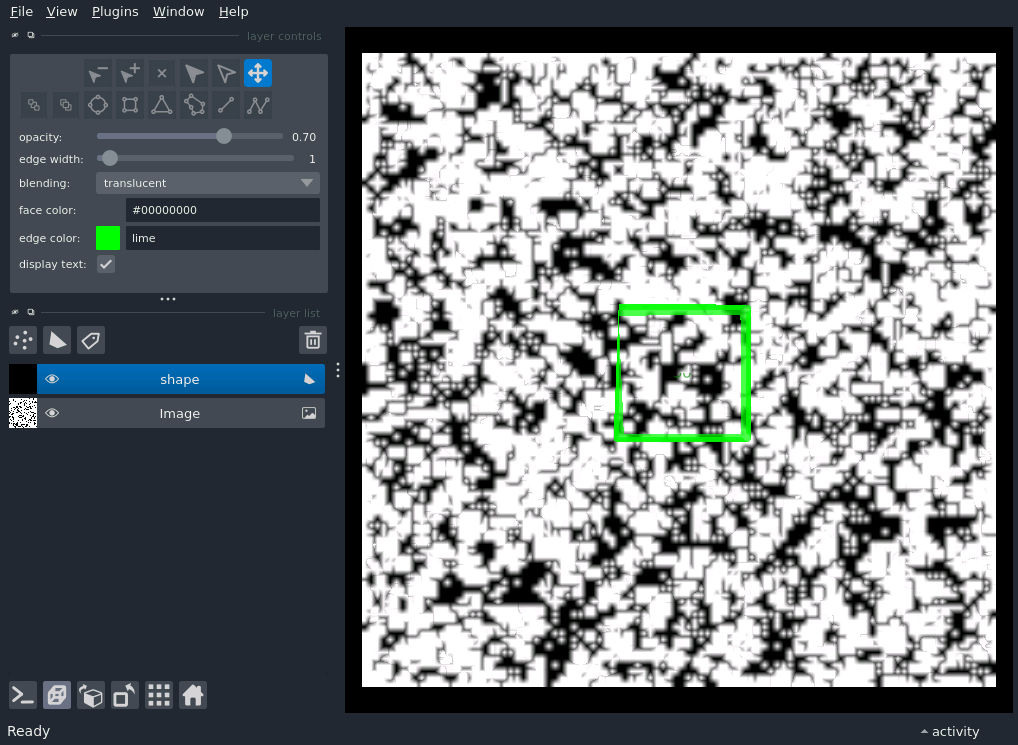 File View Plugins Window Help
layer controls
opacity: 0.70
edge width: 1
blending: translucent
face color: #00000000
edge color: lime
display text:
layer list
shape
Image
Ready
activity